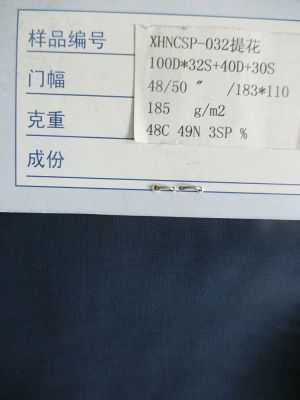 样品编号
门幅
克重
成份
XHNCSP-032提花
100D*32S+40D+30S
48/50 ″ /183*110
185 g/m2
48C 49N 3SP %